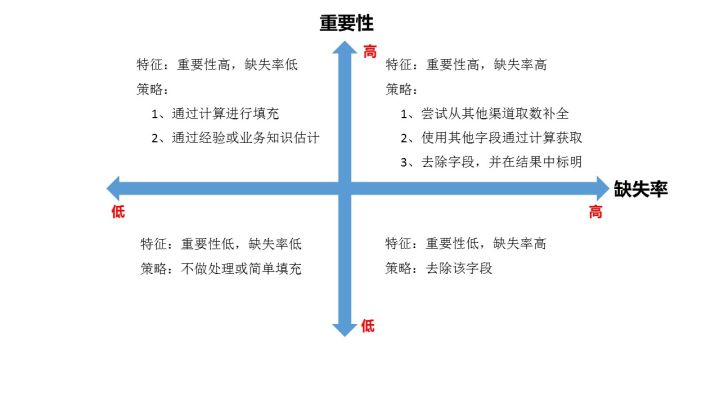 重要性
高
特征：重要性高，缺失率低
策略：
1、通过计算进行填充
2、通过经验或业务知识估计
特征：重要性高，缺失率高
策略：
1、尝试从其他渠道取数补全
2、使用其他字段通过计算获取
3、去除字段，并在结果中标明
缺失率
低
高
特征：重要性低，缺失率低
策略：不做处理或简单填充
特征：重要性低，缺失率高
策略：去除该字段
低